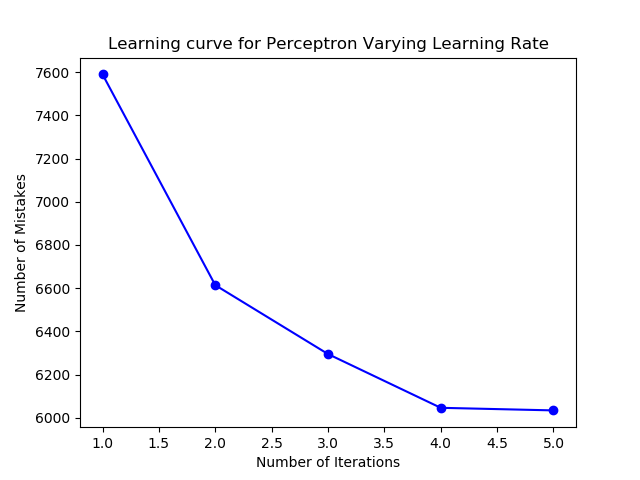 Learning curve for Perceptron Varying Learning Rate
7600
7400
7200
7000
6800
6600
6400
6200
6000
Number of Mistakes
1.0 1.5 2.0 2.5 3.0 3.5 4.0 4.5 5.0
Number of Iterations